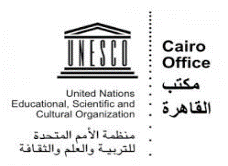 UNESCO
United Nations
Educational, Scientific and
Cultural Organization
منظمة الأمم المتحدة
للتربية والعلم والثقافة
Cairo
Office
مكتب
القاهرة